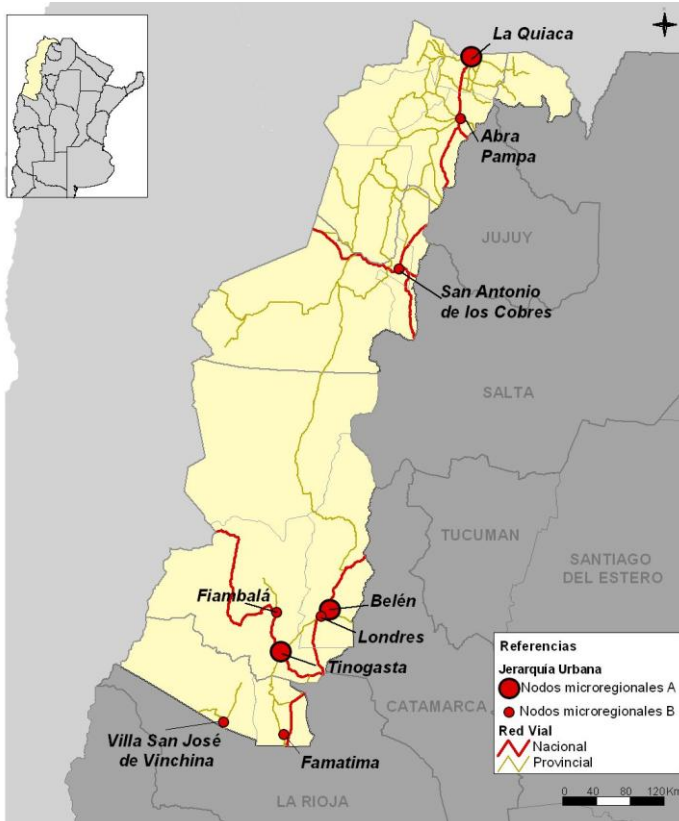 La Quiaca
Abra
Pampa
JUJUY
San Antonio
de los Cobres
SALTA
TUCUMAN
SANTIAGO
DEL ESTERO
Fiambalá
Belén
Londres
Tinogasta
CATAMARCA
Villa San José
de Vinchina
Famatima
LA RIOJA
Referencias
Jerarquía Urbana
Nodos microregionales A
Nodos microregionales B
Red Vial
Nacional
Provincial
0 40 80 120 Km